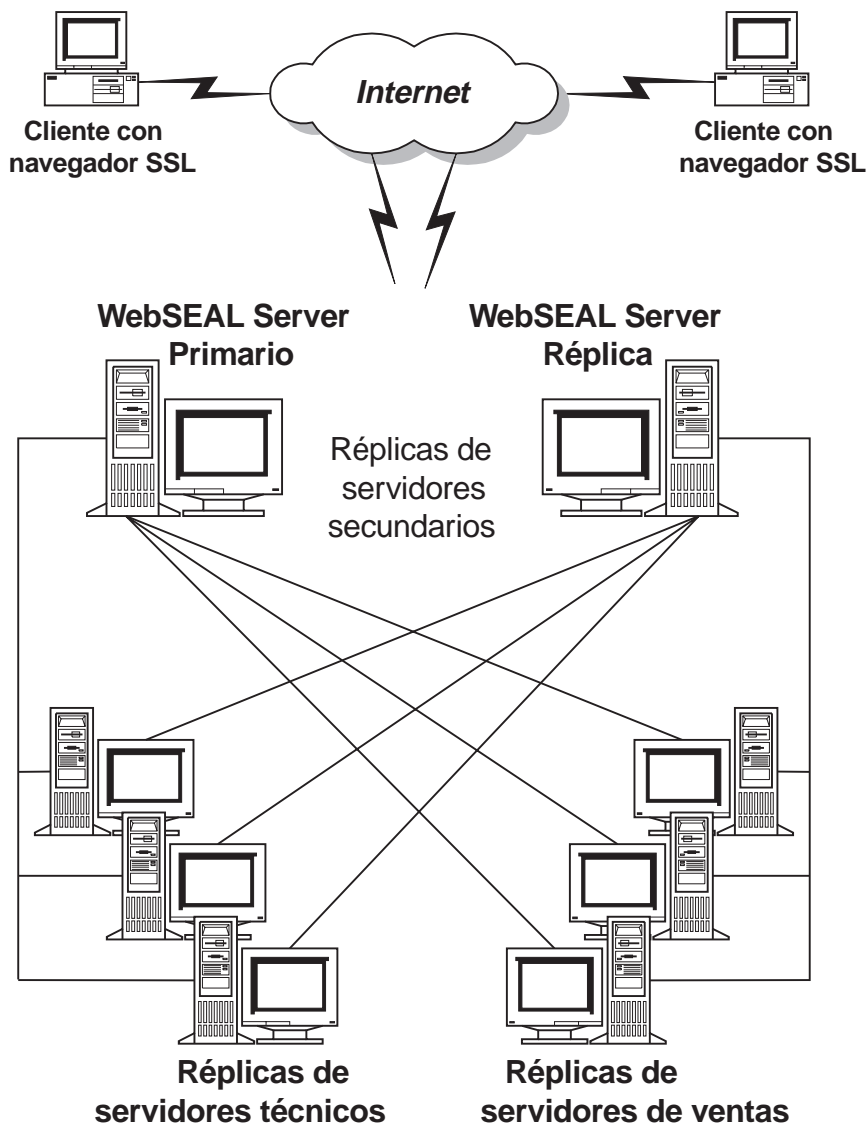 Internet
Cliente con
navegador SSL
Cliente con
navegador SSL
WebSEAL Server
Primario
WebSEAL Server
Réplica
Réplicas de
servidores
secundarios
Réplicas de
servidores técnicos
Réplicas de
servidores de ventas